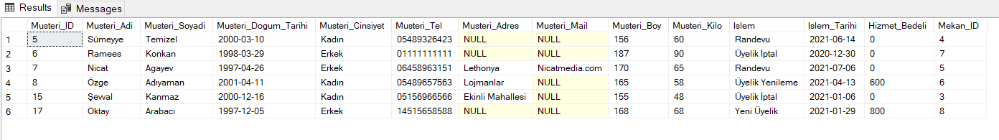 Results Messages
Musteri_ID Musteri_Adi Musteri_Soyadi Musteri_Dogum_Tarihi Musteri_Cinsiyet Musteri_Tel Musteri_Adres Musteri_Mail Musteri_Boy Musteri_Kilo Islem Islem_Tarihi Hizmet_Bedeli Mekan_ID
1 5 Sümeyye Temizel 2000-03-10 Kadın 05489326423 NULL NULL 156 60 Randevu 2021-06-14 0 4
2 6 Ramees Konkan 1998-03-29 Erkek 01111111111 NULL NULL 187 90 Üyelik İptal 2020-12-30 0 7
3 7 Nicat Agayev 1997-04-26 Erkek 06458963151 Lethonya Nicatmedia.com 170 65 Randevu 2021-07-06 0 5
4 8 Özge Adıyaman 2001-04-11 Kadın 05489657563 Lojmanlar NULL 165 58 Üyelik Yenileme 2021-04-13 600 6
5 15 Şevval Kanmaz 2000-12-16 Kadın 05156966566 Ekinli Mahallesi NULL 155 48 Üyelik İptal 2021-01-06 0 3
6 17 Oktay Arabacı 1997-12-05 Erkek 14515658588 NULL NULL 168 68 Yeni Üyelik 2021-01-29 800 8